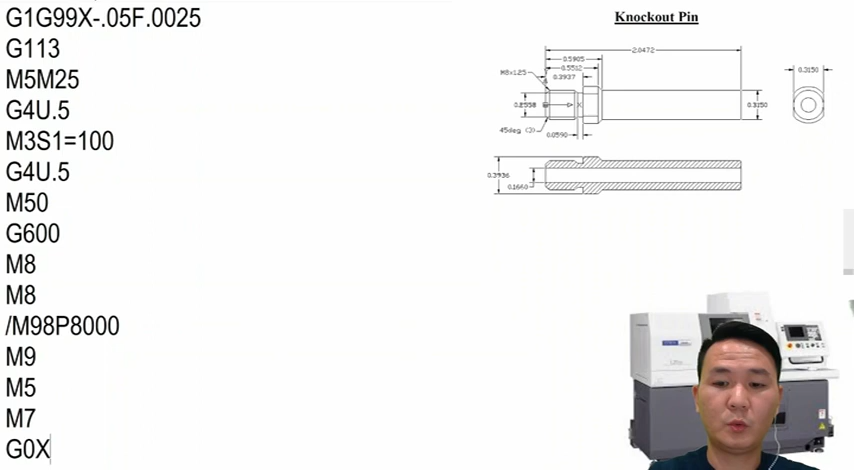 G1G99X-.05F.0025
G113
M5M25
G4U.5
M3S1=100
G4U.5
M50
G600
M8
M8
/M98P8000
M9
M5
M7
G0X
Knockout Pin
2.0472
0.5905
0.5512
0.3937
M8x1.25
0.2558
45deg (2)
0.0590
0.3150
0.3150
0.3936
0.1660